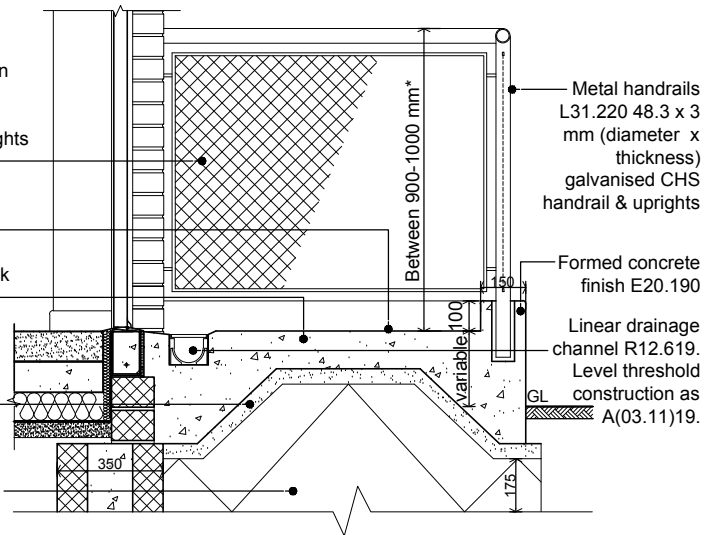 n
ghts
k
Between 900-1000 mm*
Metal handrails
L31.220 48.3 x 3
mm (diameter x
thickness)
galvanised CHS
handrail & uprights
150
Formed concrete
finish E20.190
100
variable
Linear drainage
channel R12.619.
Level threshold
construction as
A(03.11)19.
GL
350
175